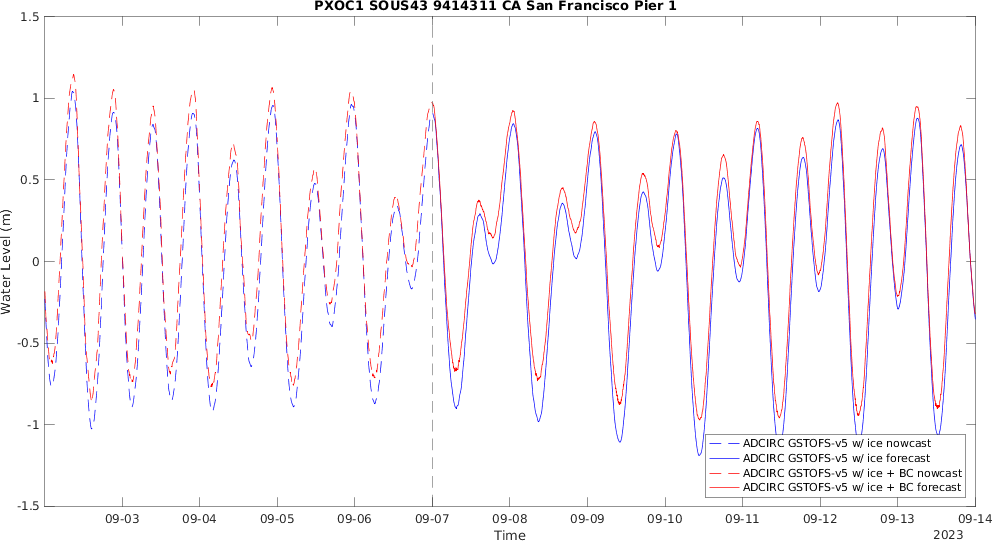 PXOC1 SOUS43 9414311 CA San Francisco Pier 1
1.5
1
0.5
0
-0.5
-1
-1.5
Water Level (m)
09-03 09-04 09-05 09-06 09-07 09-08 09-09 09-10 09-11 09-12 09-13 09-14
Time
2023
ADCIRC GSTOFS-v5 w/ ice nowcast
ADCIRC GSTOFS-v5 w/ ice forecast
ADCIRC GSTOFS-v5 w/ ice + BC nowcast
ADCIRC GSTOFS-v5 w/ ice + BC forecast